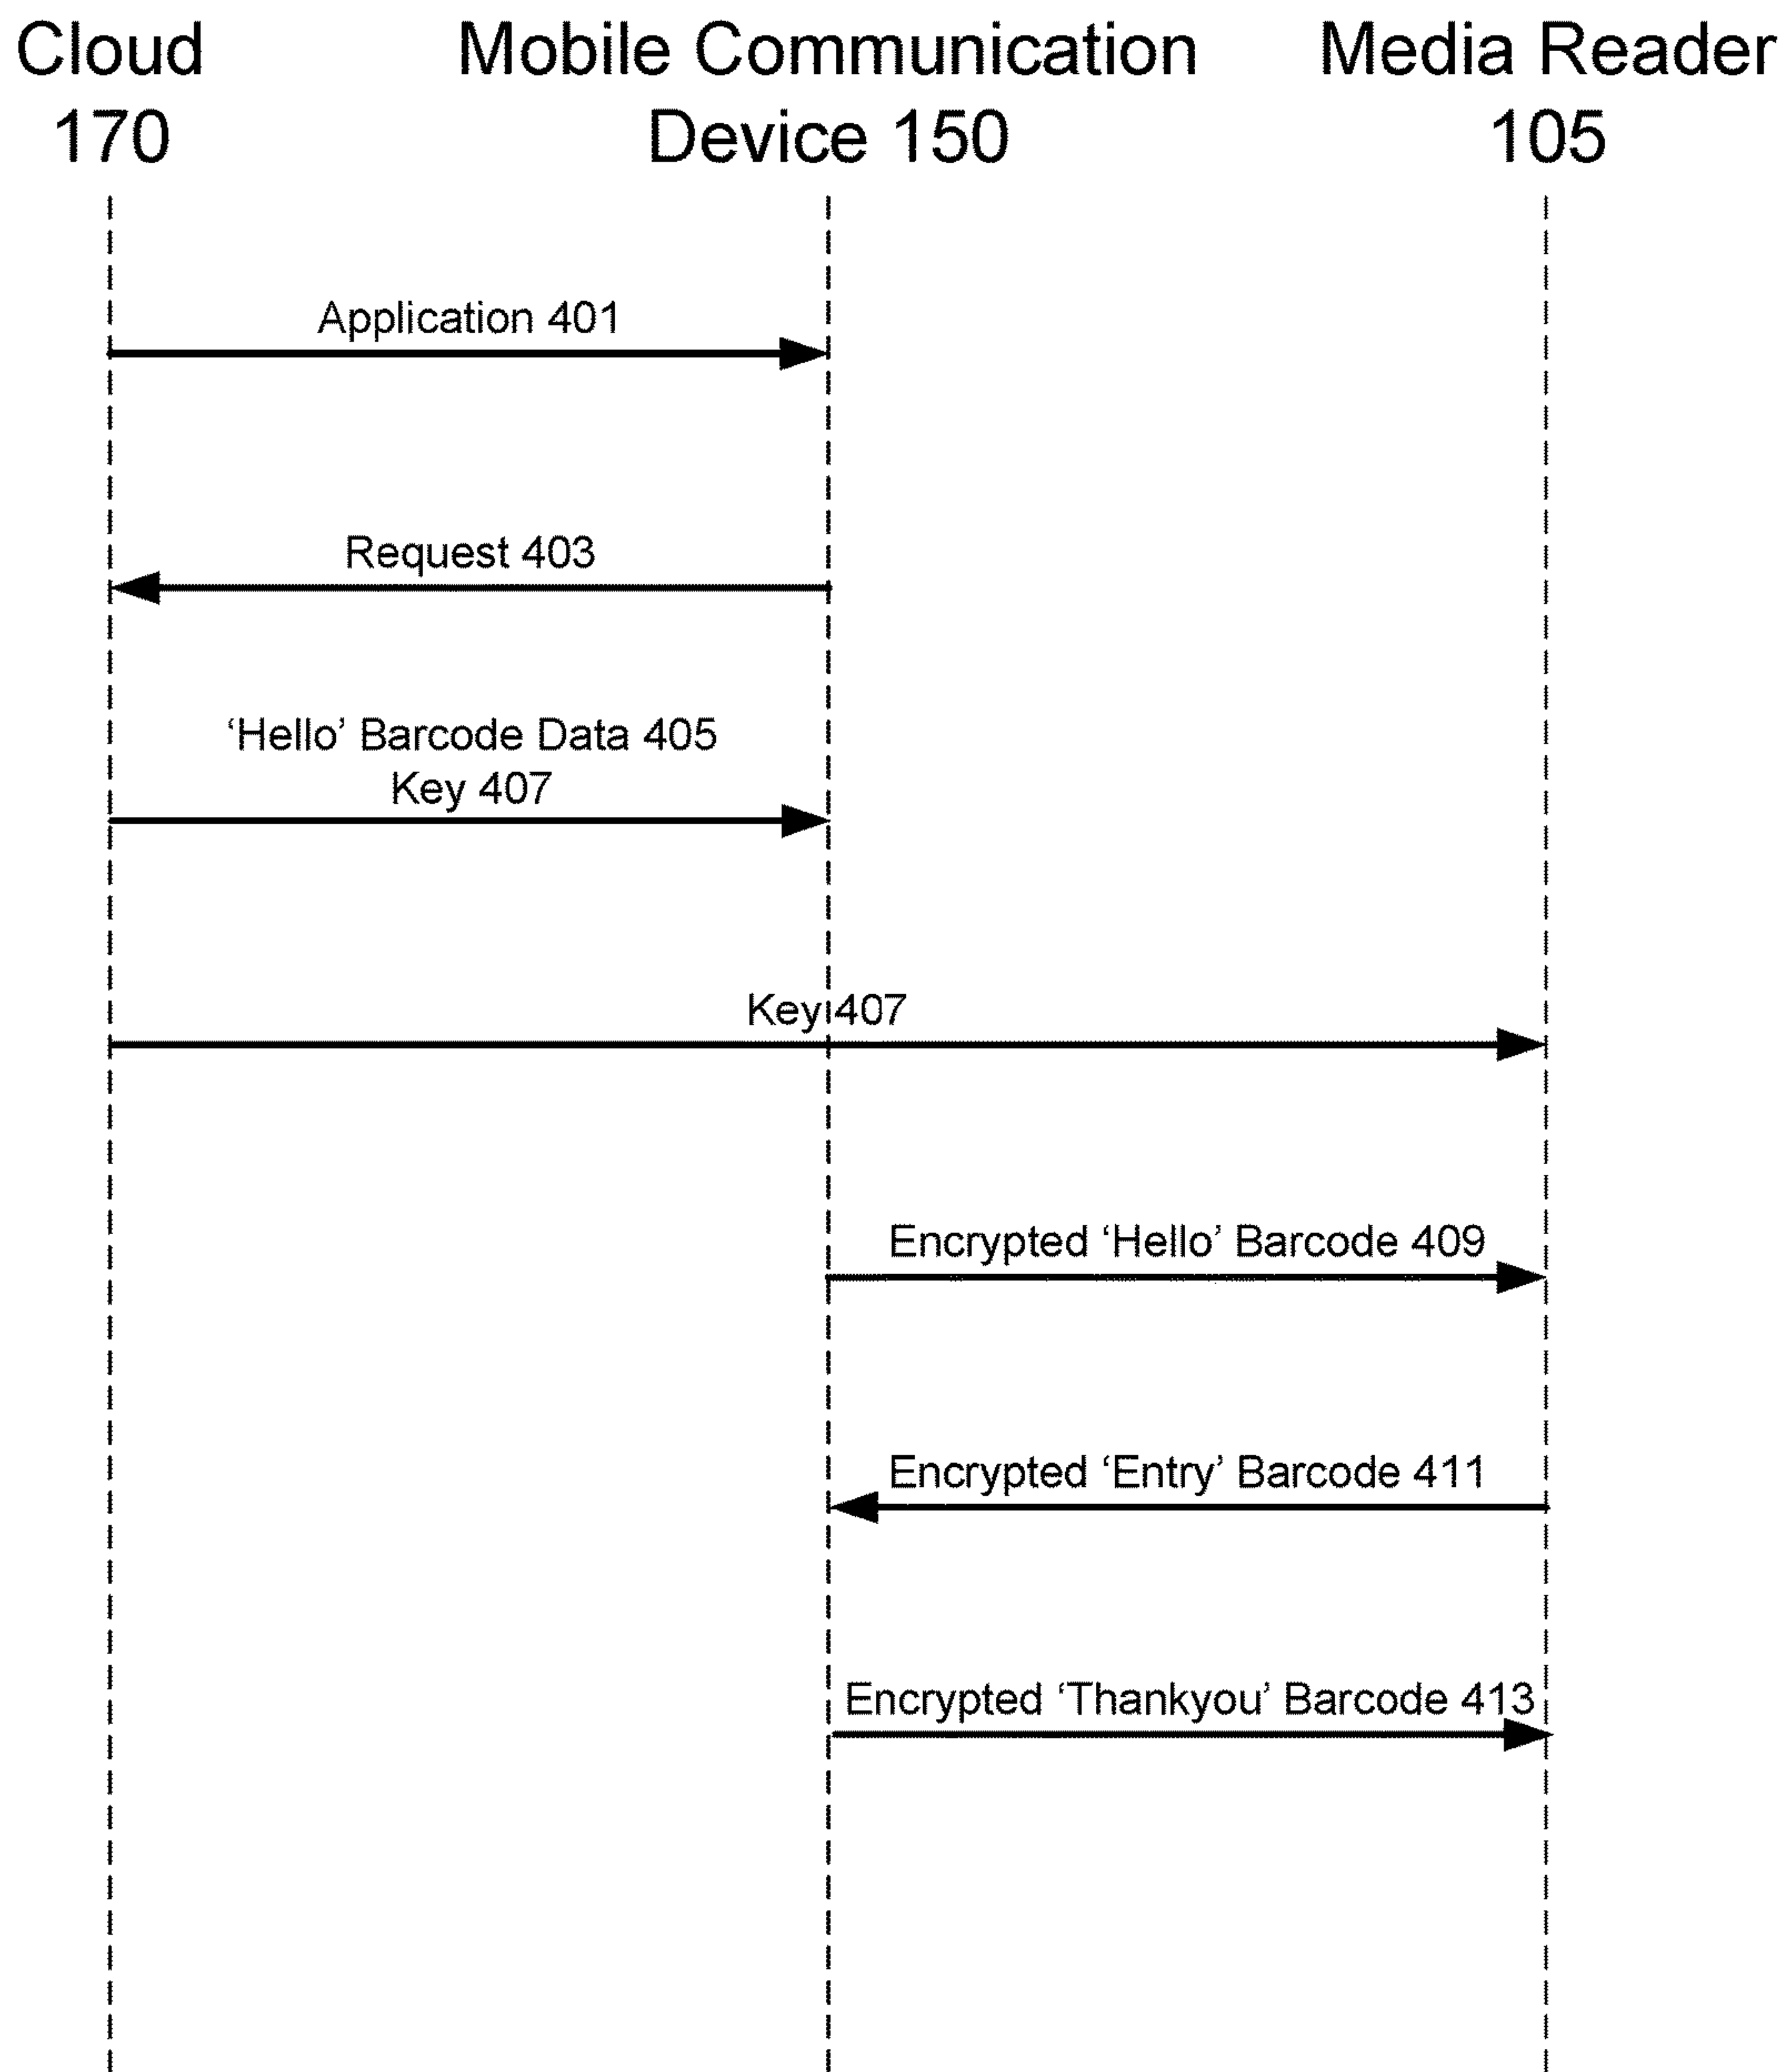 Cloud
170
Mobile Communication
Device 150
Media Reader
105
Application 401
Request 403
‘Hello’ Barcode Data 405
Key 407
Key 407
Encrypted ‘Hello’ Barcode 409
Encrypted ‘Entry’ Barcode 411
Encrypted ‘Thankyou’ Barcode 413